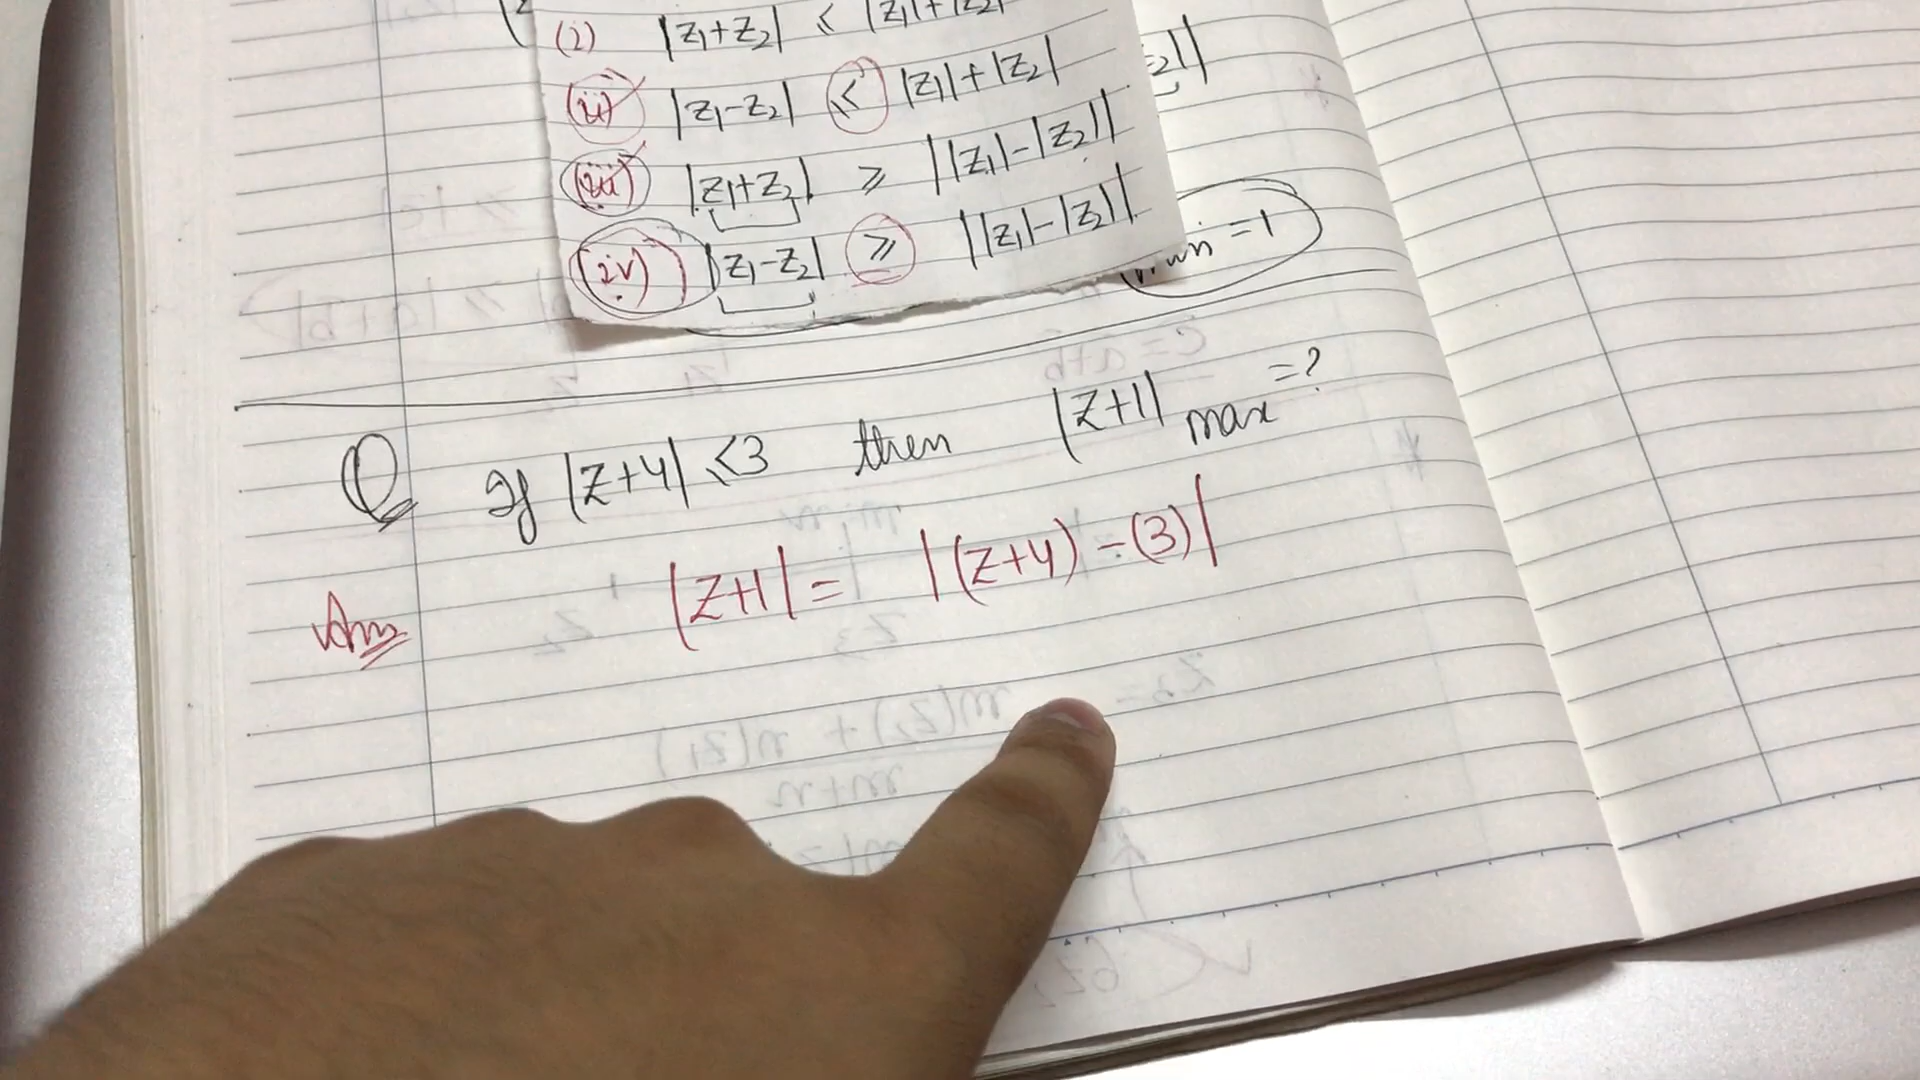 (i) |z₁+z₂| ≤ |z₁|+|z₂|
(ii) |z₁-z₂| ≤ |z₁|+|z₂|
(iii) |z₁+z₂| ≥ ||z₁|-|z₂||
(iv) |z₁-z₂| ≥ ||z₁|-|z₂||
min = 1
Q If |z+4| ≤3 then |z+1| max =?
Ans |z+1| = |(z+4) -(3)|